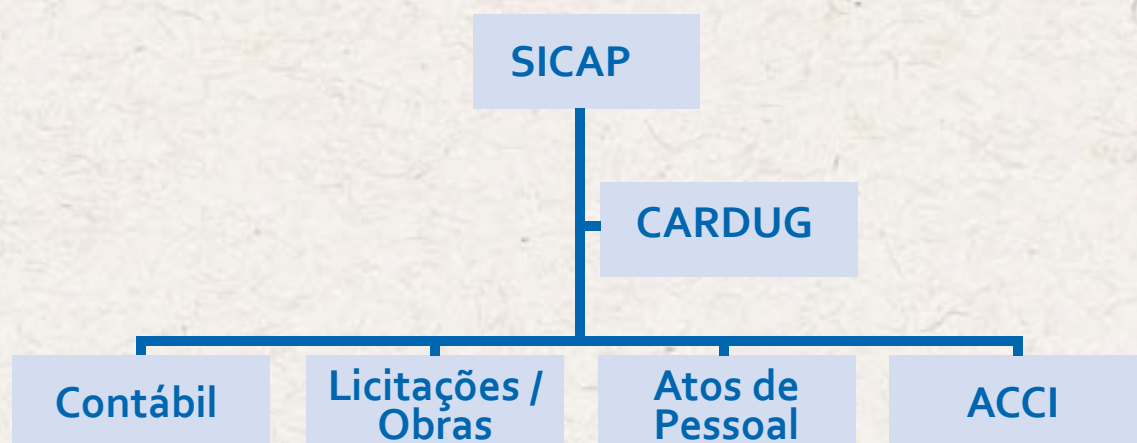 SICAP
CARDUG
Contábil
Licitações /
Obras
Atos de
Pessoal
ACCI